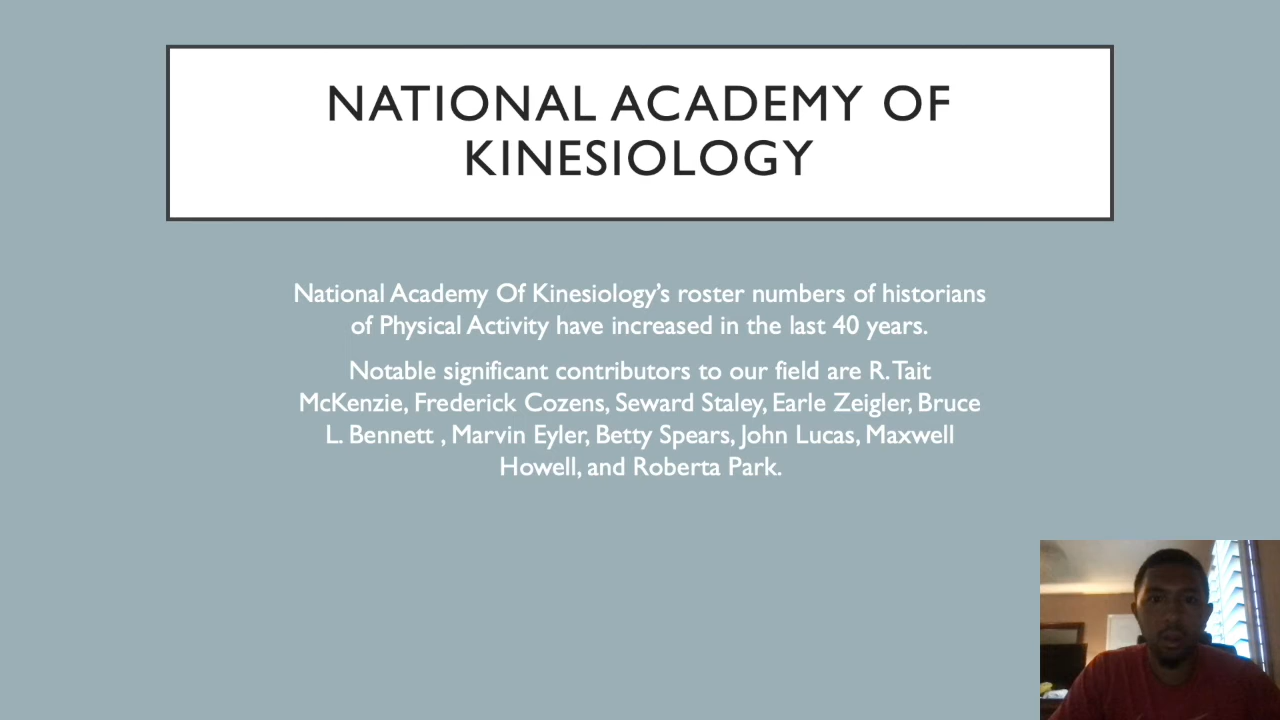 NATIONAL ACADEMY OF
KINESIOLOGY
National Academy Of Kinesiology’s roster numbers of historians
of Physical Activity have increased in the last 40 years.
Notable significant contributors to our field are R. Tait
McKenzie, Frederick Cozens, Seward Staley, Earle Zeigler, Bruce
L. Bennett , Marvin Eyler, Betty Spears, John Lucas, Maxwell
Howell, and Roberta Park.